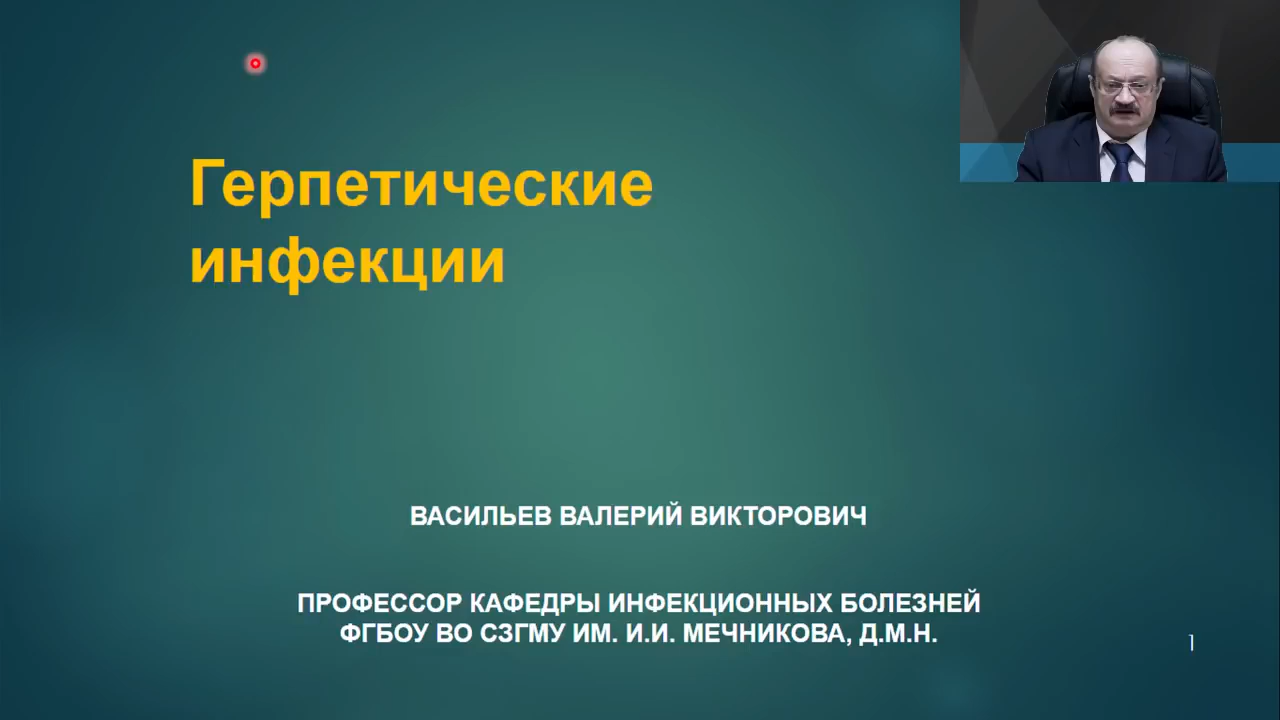 Герпетические
инфекции
ВАСИЛЬЕВ ВАЛЕРИЙ ВИКТОРОВИЧ
ПРОФЕССОР КАФЕДРЫ ИНФЕКЦИОННЫХ БОЛЕЗНЕЙ
ФГБОУ ВО СЗГМУ ИМ. И.И. МЕЧНИКОВА, Д.М.Н.
1